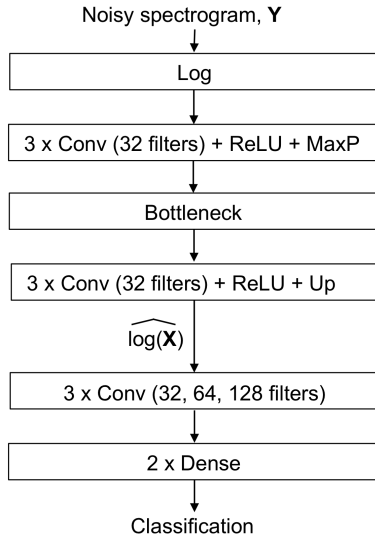 Noisy spectrogram, Y
Log
3 x Conv (32 filters) + ReLU + MaxP
Bottleneck
3 x Conv (32 filters) + ReLU + Up
\widehat{log(X)}
3 x Conv (32, 64, 128 filters)
2 x Dense
Classification